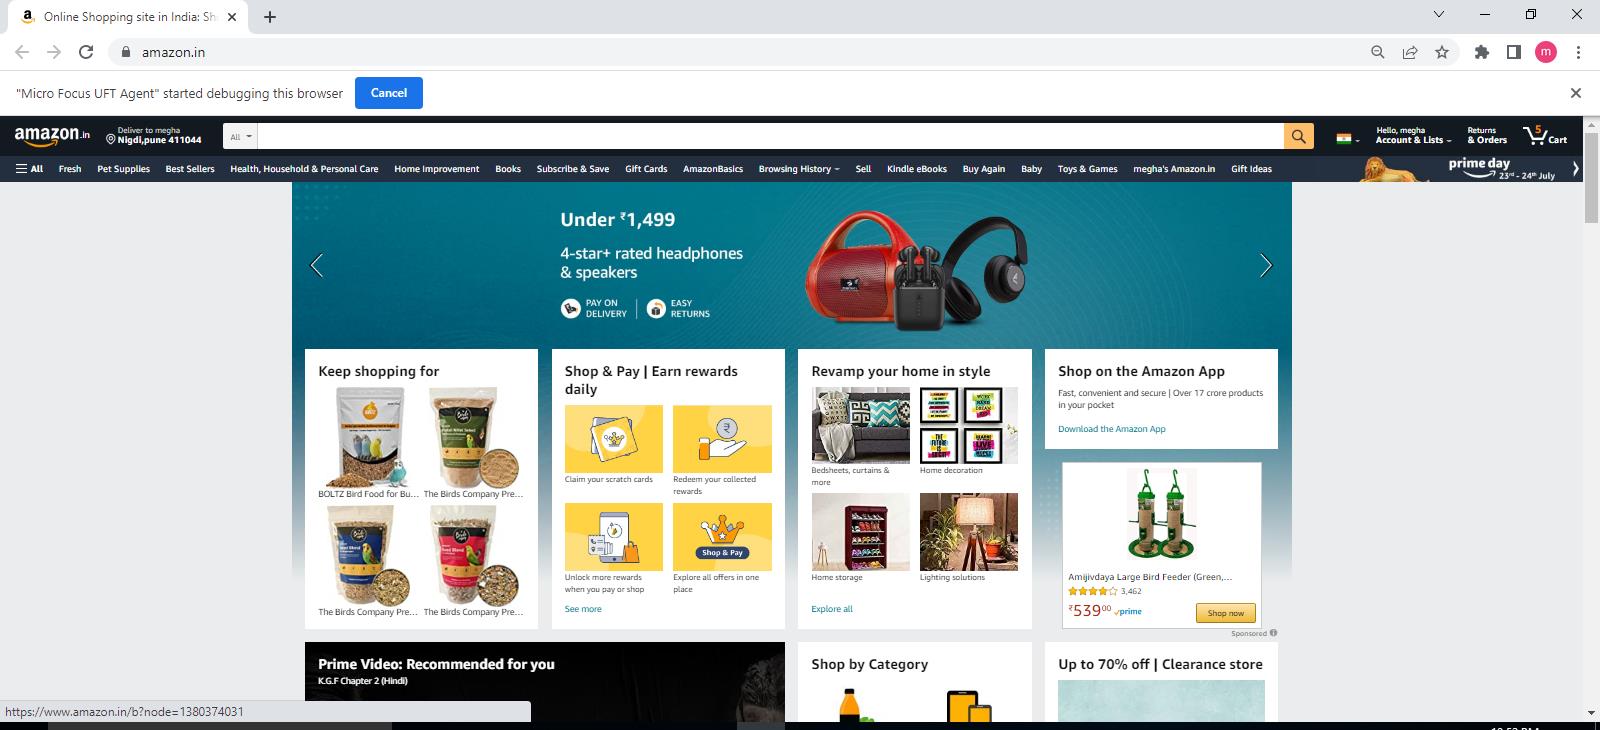 Online Shopping site in India: Sh
amazon.in
"Micro Focus UFT Agent" started debugging this browser
Cancel
m
amazon.in
Deliver to megha
Nigdi,pune 411044
All
Hello, megha
Account & Lists
Returns
& Orders
5
Cart
All
Fresh
Pet Supplies
Best Sellers
Health, Household & Personal Care
Home Improvement
Books
Subscribe & Save
Gift Cards
AmazonBasics
Browsing History
Sell
Kindle eBooks
Buy Again
Baby
Toys & Games
megha's Amazon.in
Gift Ideas
prime day
23rd - 24th July
Under ₹1,499
4-star+ rated headphones
& speakers
PAY ON
DELIVERY
EASY
RETURNS
Keep shopping for
BOLTZ Bird Food for Bu...
The Birds Company Pre...
The Birds Company Pre...
The Birds Company Pre...
Shop & Pay | Earn rewards
daily
Claim your scratch cards
Redeem your collected
rewards
Shop & Pay
Unlock more rewards
when you pay or shop
Explore all offers in one
place
See more
Revamp your home in style
Bedsheets, curtains &
more
Home decoration
Home storage
Lighting solutions
Explore all
Shop on the Amazon App
Fast, convenient and secure | Over 17 crore products
in your pocket
Download the Amazon App
Amijivdaya Large Bird Feeder (Green,...
3,462
₹53900
prime
Shop now
Sponsored
Prime Video: Recommended for you
K.G.F Chapter 2 (Hindi)
Shop by Category
Up to 70% off | Clearance store
https://www.amazon.in/b?node=1380374031